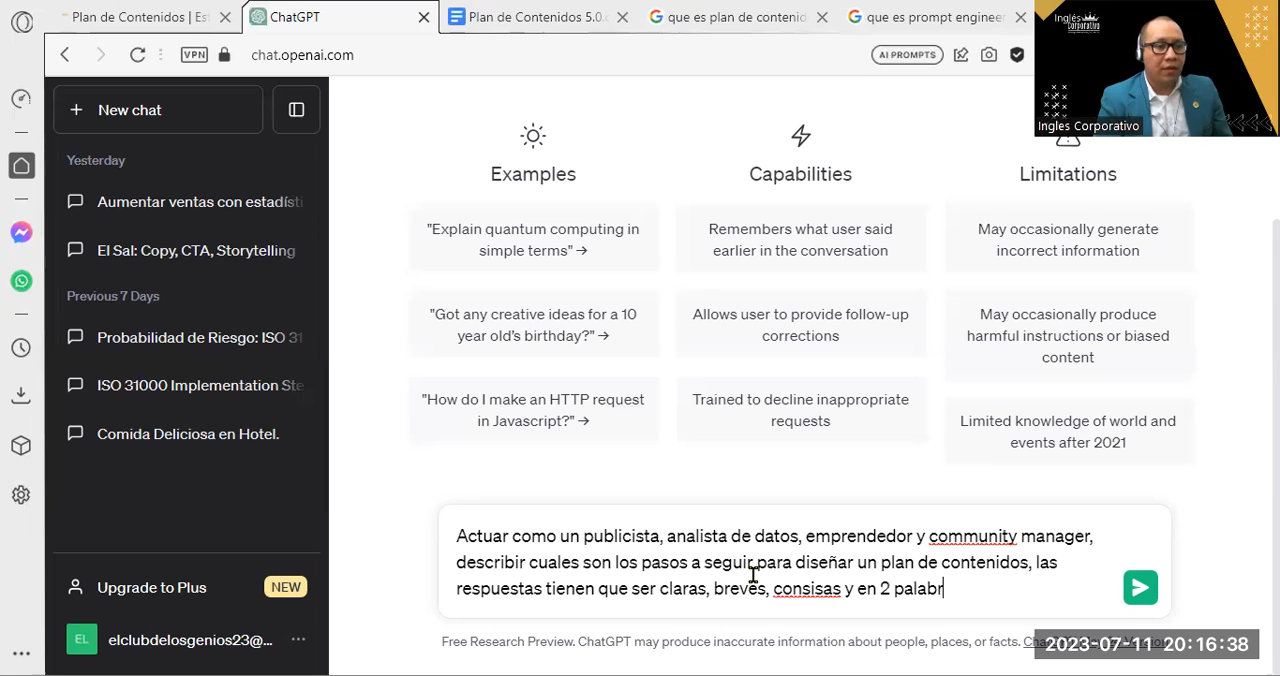 Plan de Contenidos | Es
ChatGPT
Plan de Contenidos 5.0.
que es plan de contenid
que es prompt enginee
VPN
chat.openai.com
AI PROMPTS
Inglés
Corporativo
Ingles Corporativo
New chat
Yesterday
Aumentar ventas con estadíst
El Sal: Copy, CTA, Storytelling
Previous 7 Days
Probabilidad de Riesgo: ISO 31
ISO 31000 Implementation Ste
Comida Deliciosa en Hotel.
Upgrade to Plus
NEW
EL
elclubdelosgenios23@...
Examples
"Explain quantum computing in
simple terms" →
"Got any creative ideas for a 10
year old's birthday?" →
"How do I make an HTTP request
in Javascript?" →
Capabilities
Remembers what user said
earlier in the conversation
Allows user to provide follow-up
corrections
Trained to decline inappropriate
requests
Limitations
May occasionally generate
incorrect information
May occasionally produce
harmful instructions or biased
content
Limited knowledge of world and
events after 2021
Actuar como un publicista, analista de datos, emprendedor y community manager,
describir cuales son los pasos a seguir para diseñar un plan de contenidos, las
respuestas tienen que ser claras, breves, consisas y en 2 palabr
Free Research Preview. ChatGPT may produce inaccurate information about people, places, or facts.
2023-07-11 20:16:38